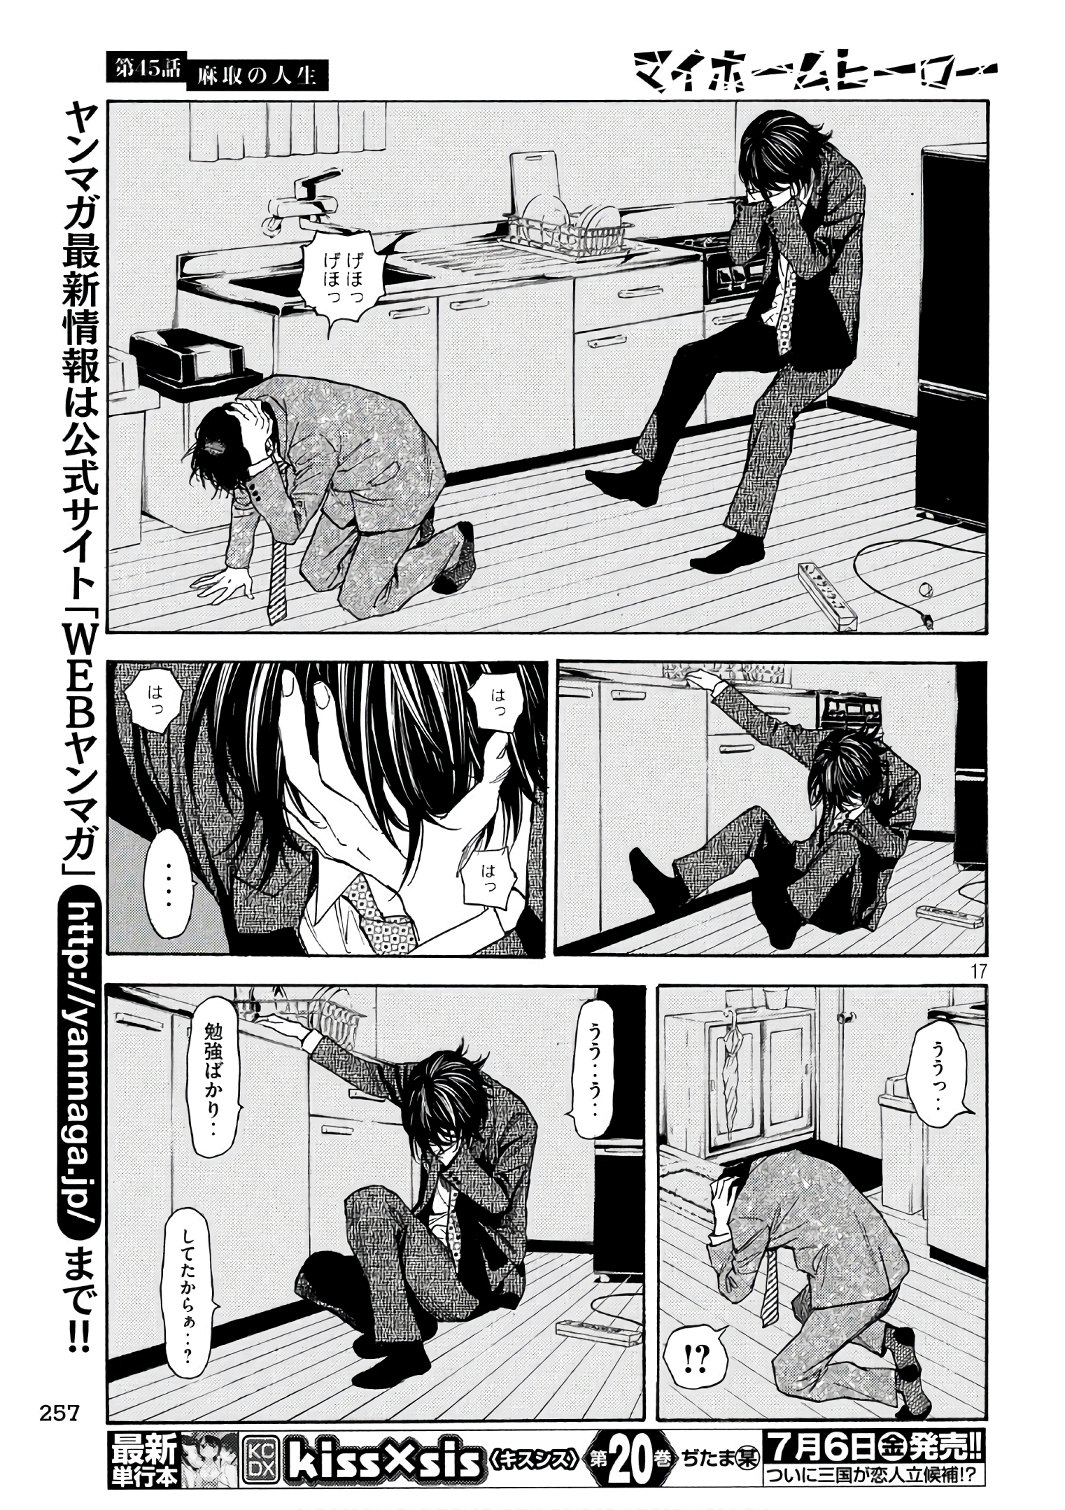 第45話
麻取の人生
マイホームヒーロー
げほっ
げほっ
はっ
はっ
はっ
‥‥
17
ううっ‥
!?
うう‥う‥
勉強ばかり‥
してたからぁ‥?
ヤンマガ最新情報は公式サイト「WEBヤンマガ」http://yanmaga.jp/まで!!
257
最新
単行本
KC
DX
kiss×sis
〈キスシス〉
第20巻
ぢたま㊙某
7月6日㊎発売!!
ついに三国が恋人立候補!?